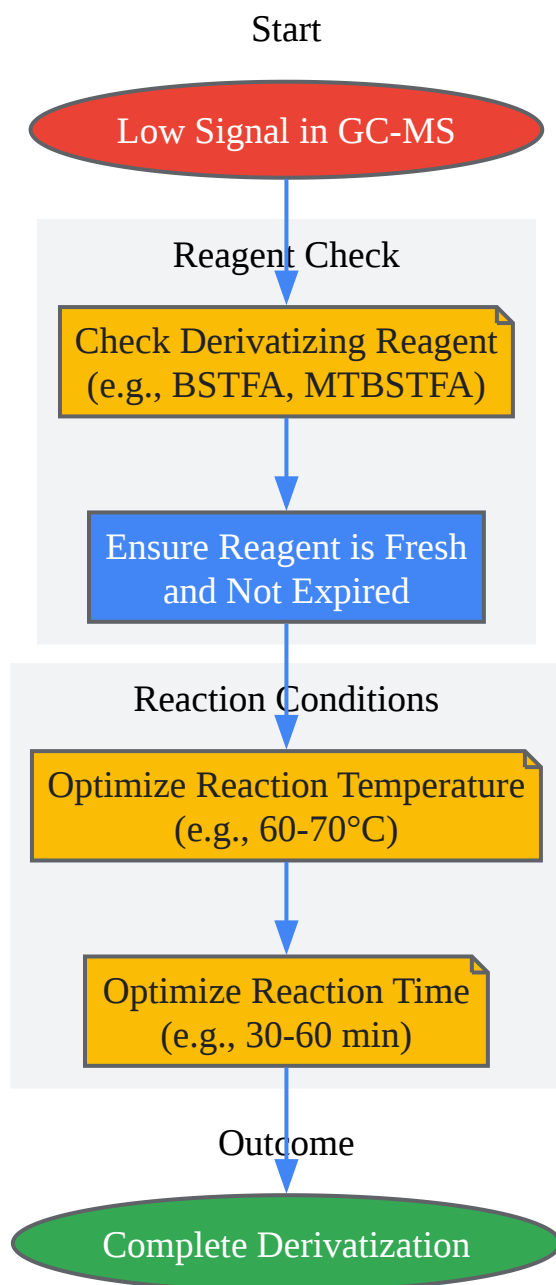 Start
Low Signal in GC-MS
Reagent Check
Check Derivatizing Reagent
(e.g., BSTFA, MTBSTFA)
Ensure Reagent is Fresh
and Not Expired
Reaction Conditions
Optimize Reaction Temperature
(e.g., 60-70°C)
Optimize Reaction Time
(e.g., 30-60 min)
Outcome
Complete Derivatization